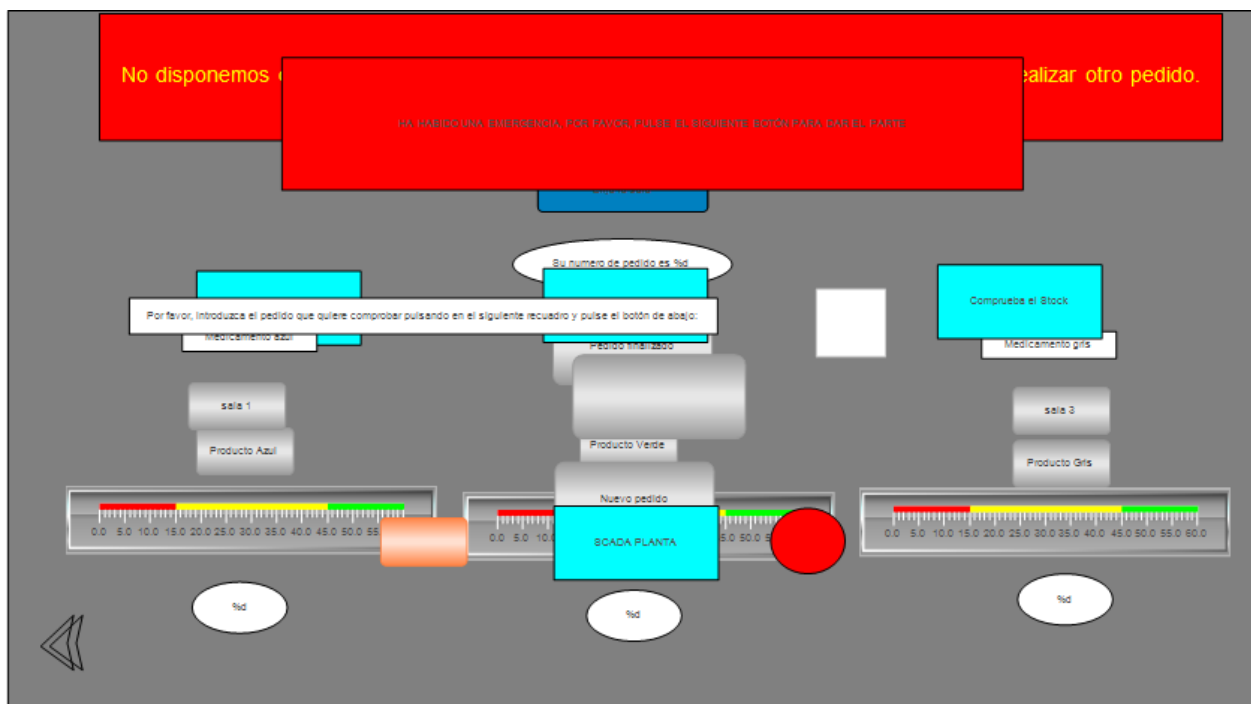 No disponemos
ealizar otro pedido.
HA HABIDO UNA EMERGENCIA, POR FAVOR, PULSE EL SIGUIENTE BOTÓN PARA DAR EL PARTE
Su numero de pedido es %d
Comprueba el Stock
Por favor, introduzca el pedido que quiere comprobar pulsando en el siguiente recuadro y pulse el botón de abajo:
Medicamento azul
Pedido finalizado
Medicamento gris
sala 1
sala 3
Producto Azul
Producto Verde
Producto Gris
Nuevo pedido
0.0 5.0 10.0 15.0 20.0 25.0 30.0 35.0 40.0 45.0 50.0
0.0 5.0
0.0 5.0 10.0 15.0 20.0 25.0 30.0 35.0 40.0 45.0 50.0 55.0 60.0
SCADA PLANTA
%d
%d
%d